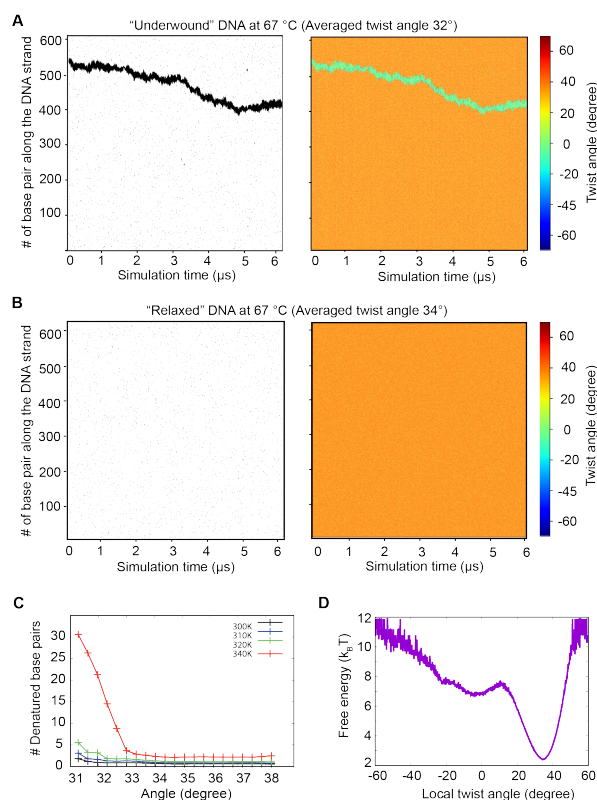 A
“Underwound” DNA at 67 °C (Averaged twist angle 32°)
# of base pair along the DNA strand
600
500
400
300
200
100
0 1 2 3 4 5 6
Simulation time (µs)
0 1 2 3 4 5 6
Simulation time (µs)
60
40
20
0
-20
-40
-60
Twist angle (degree)
B
“Relaxed” DNA at 67 °C (Averaged twist angle 34°)
# of base pair along the DNA strand
600
500
400
300
200
100
0 1 2 3 4 5 6
Simulation time (µs)
0 1 2 3 4 5 6
Simulation time (µs)
60
40
20
0
-20
-40
-60
Twist angle (degree)
C
# Denatured base pairs
30
25
20
15
10
5
0
300K
310K
320K
340K
31 32 33 34 35 36 37 38
Angle (degree)
D
Free energy (kBT)
12
10
8
6
4
2
-60 -40 -20 0 20 40 60
Local twist angle (degree)